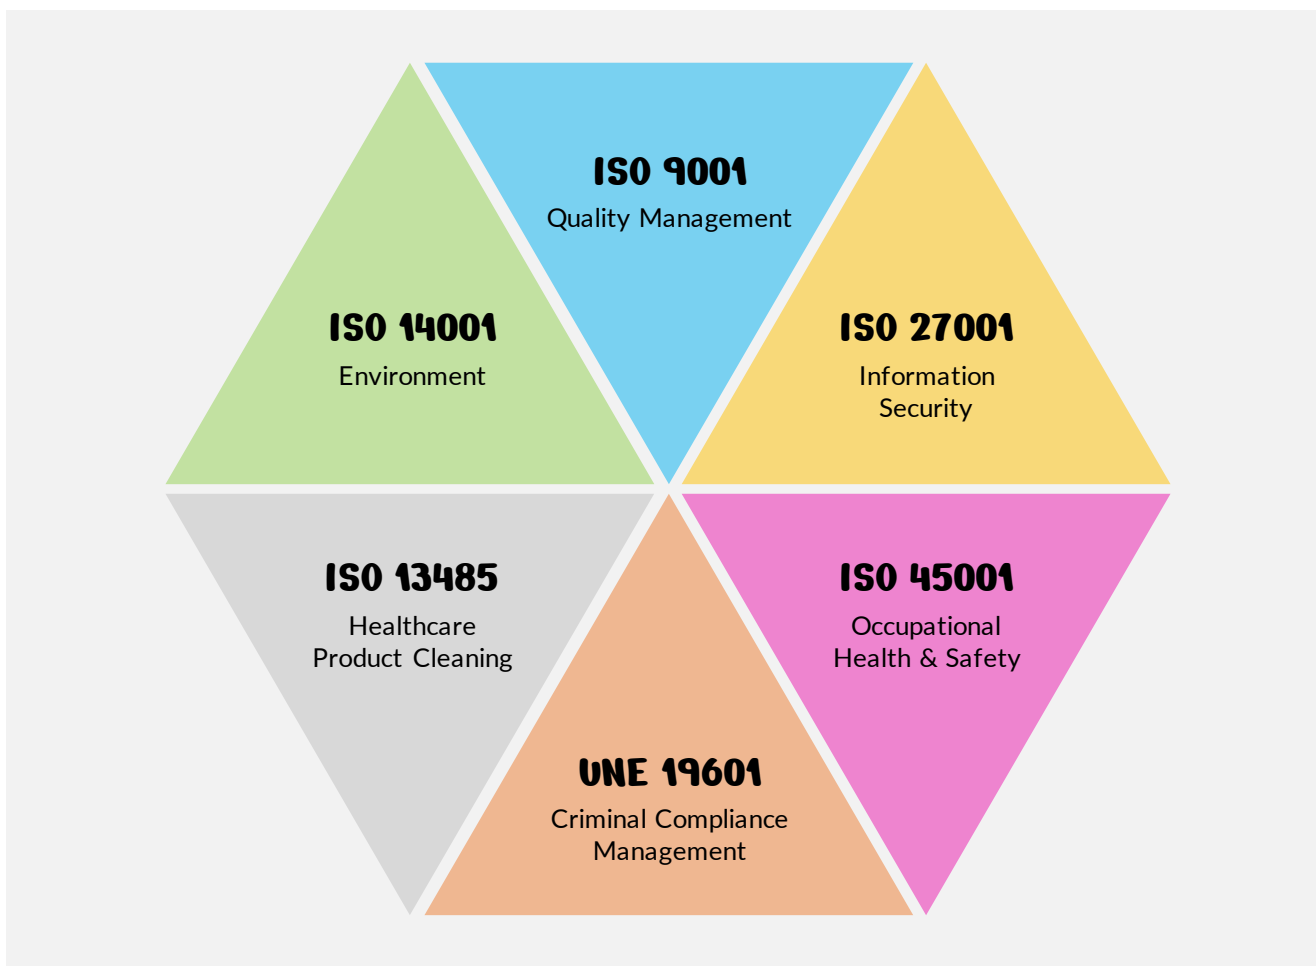 ISO 9001
Quality Management
ISO 14001
Environment
ISO 27001
Information
Security
ISO 13485
Healthcare
Product Cleaning
ISO 45001
Occupational
Health & Safety
UNE 19601
Criminal Compliance
Management